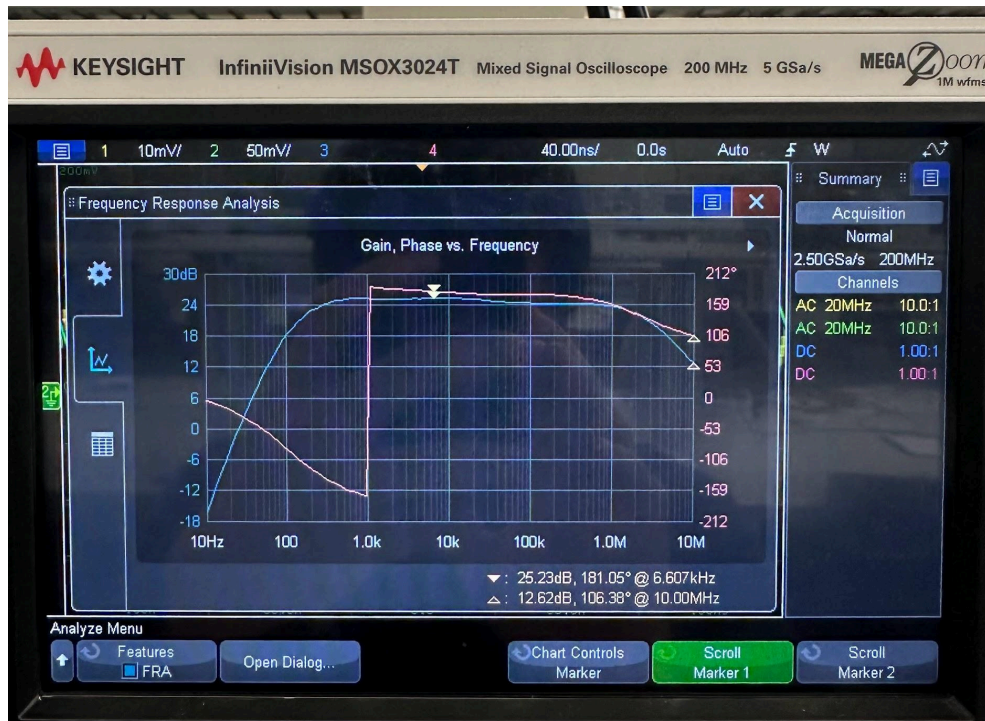 KEYSIGHT InfiniiVision MSOX3024T Mixed Signal Oscilloscope 200 MHz 5 GSa/s MEGA Zoom
1M wfms
1 10mV/ 2 50mV/ 3 4 40.00ns/ 0.0s Auto W
200mV
Summary
Frequency Response Analysis
Acquisition
Normal
2.50GSa/s 200MHz
Channels
AC 20MHz 10.0:1
AC 20MHz 10.0:1
DC 1.00:1
DC 1.00:1
Gain, Phase vs. Frequency
30dB 212°
24 159
18 106
12 53
6 0
0 -53
-6 -106
-12 -159
-18 -212
10Hz 100 1.0k 10k 100k 1.0M 10M
: 25.23dB, 181.05° @ 6.607kHz
: 12.62dB, 106.38° @ 10.00MHz
2
Analyze Menu
Features
FRA
Open Dialog...
Chart Controls
Marker
Scroll
Marker 1
Scroll
Marker 2